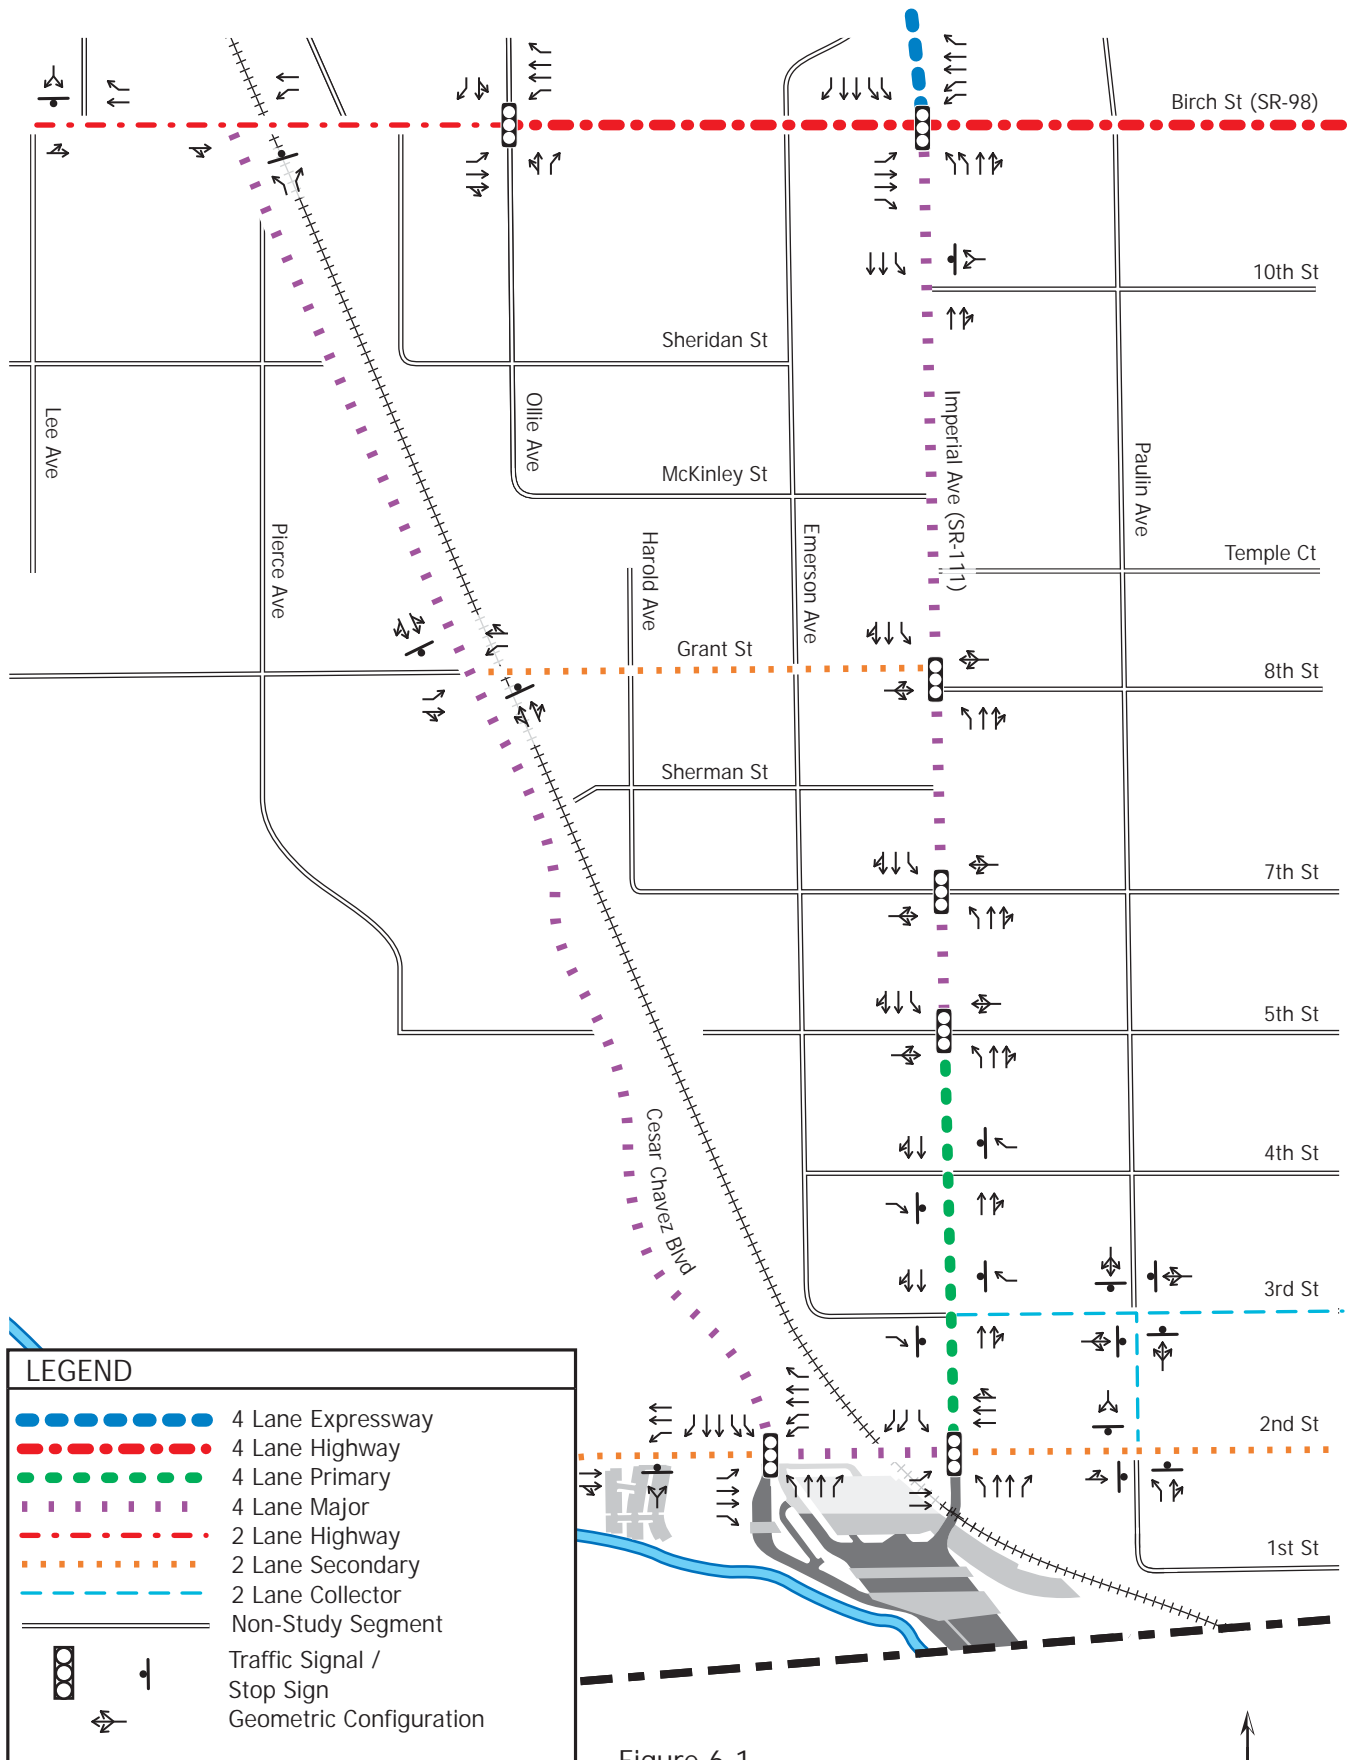 Birch St (SR-98)
10th St
Sheridan St
Lee Ave
Ollie Ave
Imperial Ave (SR-111)
Paulin Ave
McKinley St
Pierce Ave
Harold Ave
Emerson Ave
Temple Ct
Grant St
8th St
Sherman St
7th St
5th St
Cesar Chavez Blvd
4th St
3rd St
2nd St
1st St
LEGEND
4 Lane Expressway
4 Lane Highway
4 Lane Primary
4 Lane Major
2 Lane Highway
2 Lane Secondary
2 Lane Collector
Non-Study Segment
Traffic Signal /
Stop Sign
Geometric Configuration
Figure 6-1